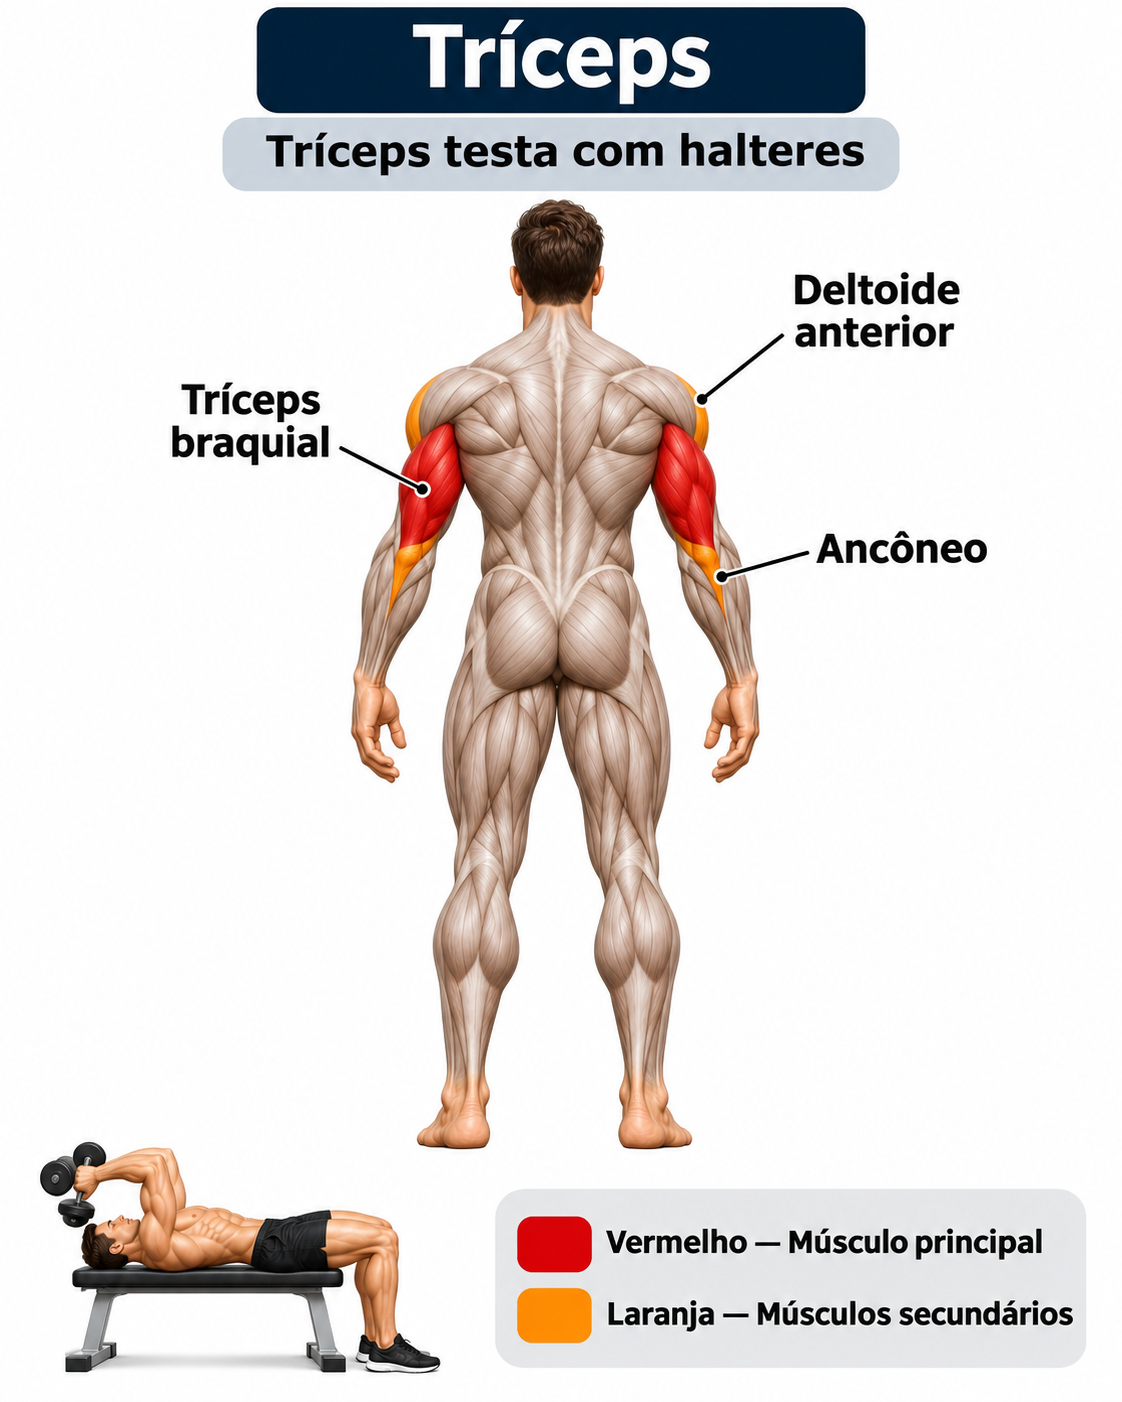 Tríceps
Tríceps testa com halteres
Deltoide
anterior
Tríceps
braquial
Ancôneo
Vermelho — Músculo principal
Laranja — Músculos secundários